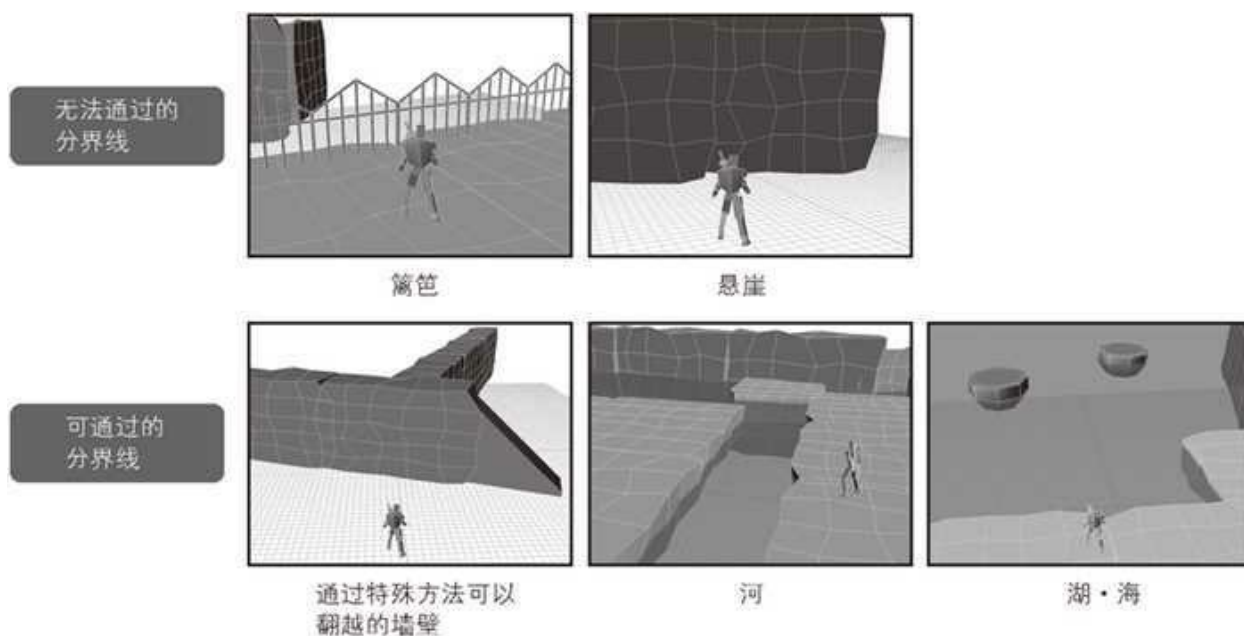 无法通过的
分界线
篱笆
悬崖
可通过的
分界线
通过特殊方法可以
翻越的墙壁
河
湖・海